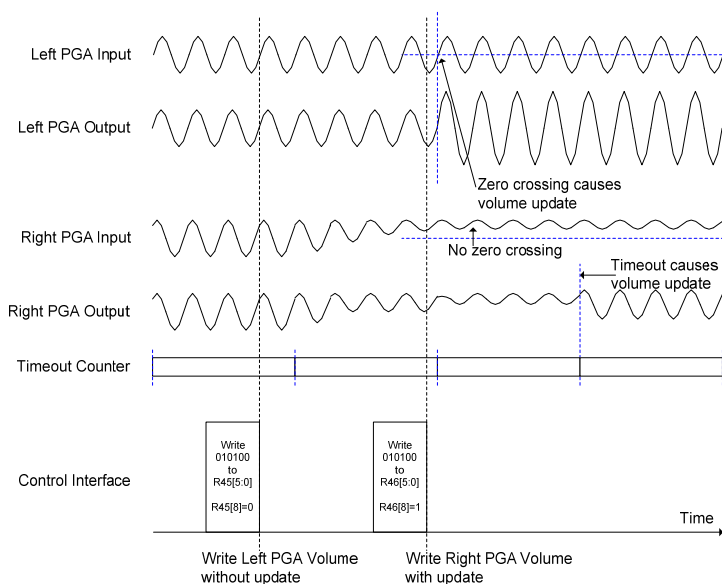 Left PGA Input
Left PGA Output
Zero crossing causes
volume update
Right PGA Input
No zero crossing
Timeout causes
volume update
Right PGA Output
Timeout Counter
Control Interface
Write
010100
to
R45[5:0]
R45[8]=0
Write
010100
to
R46[5:0]
R46[8]=1
Time
Write Left PGA Volume
without update
Write Right PGA Volume
with update